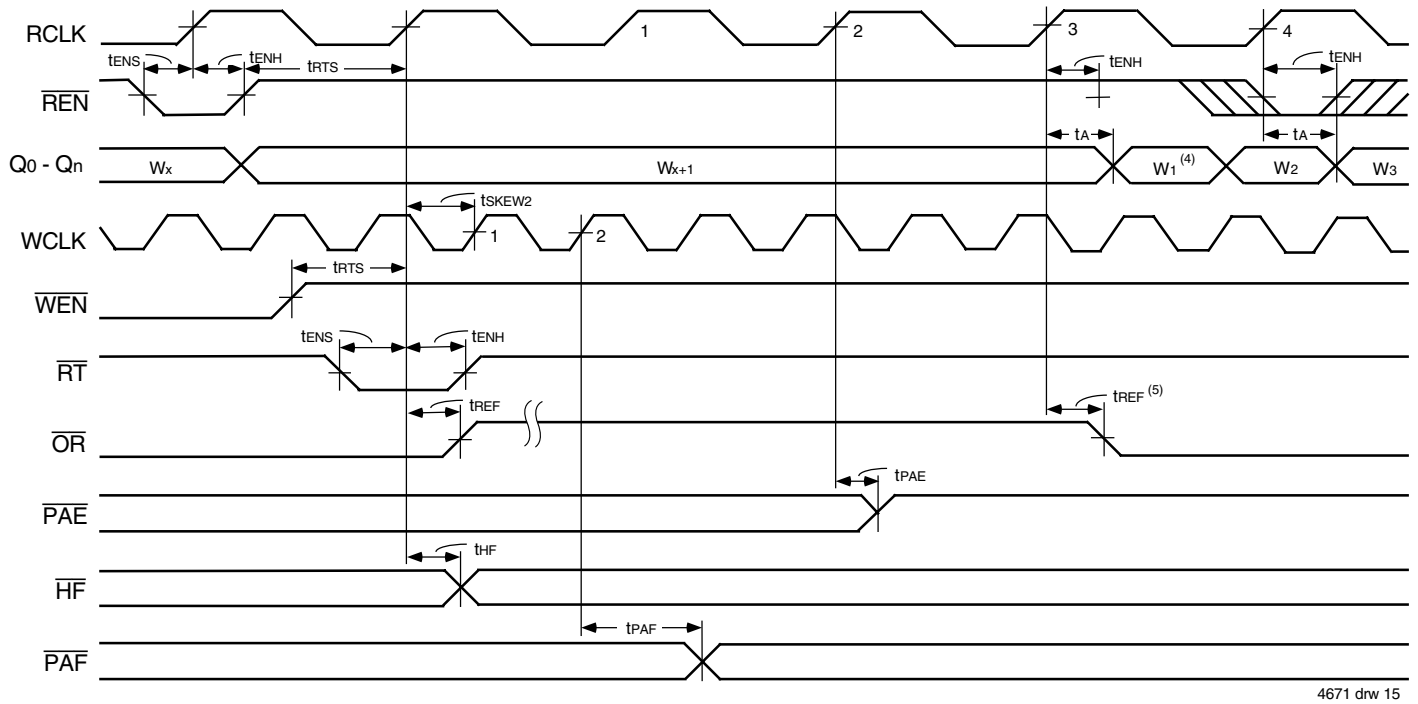 RCLK 1 2 3 4
tENS tENH tRTS tENH tENH
REN
tA tA
Q0 - Qn Wx Wx+1 W1 (4) W2 W3
tSKEW2
WCLK 1 2
tRTS
WEN
tENS tENH
RT
tREF tREF (5)
OR
tPAE
PAE
tHF
HF
tPAF
PAF
4671 drw 15